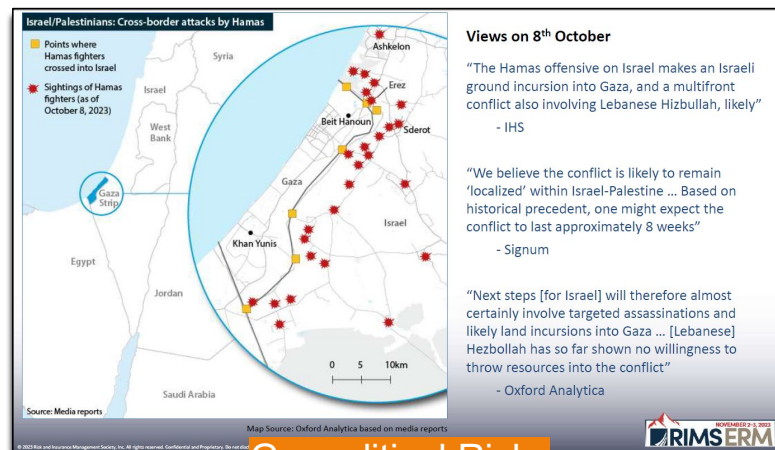 Israel/Palestinians: Cross-border attacks by Hamas
Points where
Hamas fighters
crossed into Israel
Sightings of Hamas
fighters (as of
October 8, 2023)
Syria
Israel
West
Bank
Gaza
Strip
Egypt
Jordan
Saudi Arabia
Ashkelon
Erez
Beit Hanoun
Sderot
Gaza
Israel
Khan Yunis
0 5 10km
Source: Media reports
Map Source: Oxford Analytica based on media reports
Views on 8th October
“The Hamas offensive on Israel makes an Israeli
ground incursion into Gaza, and a multifront
conflict also involving Lebanese Hizbullah, likely”
- IHS
“We believe the conflict is likely to remain
‘localized’ within Israel-Palestine ... Based on
historical precedent, one might expect the
conflict to last approximately 8 weeks”
- Signum
“Next steps [for Israel] will therefore almost
certainly involve targeted assassinations and
likely land incursions into Gaza ... [Lebanese]
Hezbollah has so far shown no willingness to
throw resources into the conflict”
- Oxford Analytica
© 2023 Risk and Insurance Management Society, Inc. All rights reserved. Confidential and Proprietary. Do not
NOVEMBER 2-3, 2023
RIMS ERM